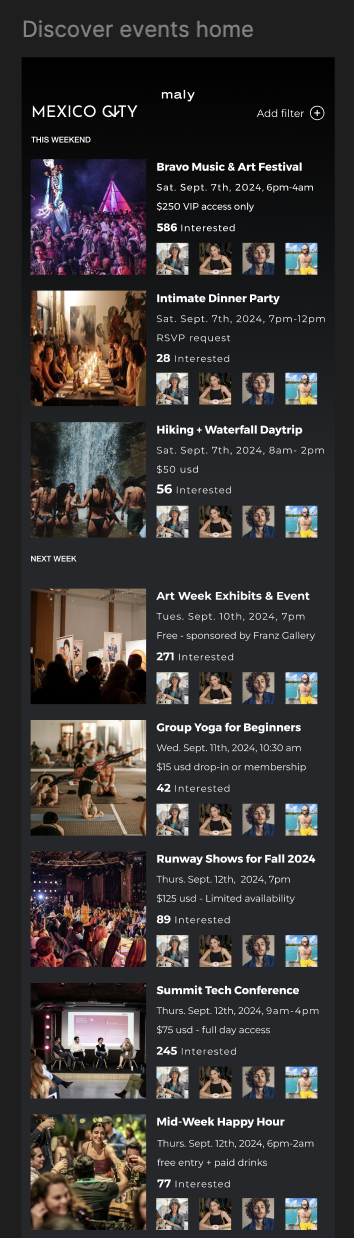 Discover events home
maly
MEXICO CITY
Add filter
THIS WEEKEND
Bravo Music & Art Festival
Sat. Sept. 7th, 2024, 6pm-4am
$250 VIP access only
586 Interested
Intimate Dinner Party
Sat. Sept. 7th, 2024, 7pm-12pm
RSVP request
28 Interested
Hiking + Waterfall Daytrip
Sat. Sept. 7th, 2024, 8am- 2pm
$50 usd
56 Interested
NEXT WEEK
Art Week Exhibits & Event
Tues. Sept. 10th, 2024, 7pm
Free - sponsored by Franz Gallery
271 Interested
Group Yoga for Beginners
Wed. Sept. 11th, 2024, 10:30 am
$15 usd drop-in or membership
42 Interested
Runway Shows for Fall 2024
Thurs. Sept. 12th, 2024, 7pm
$125 usd - Limited availability
89 Interested
Summit Tech Conference
Thurs. Sept. 12th, 2024, 9am-4pm
$75 usd - full day access
245 Interested
Mid-Week Happy Hour
Thurs. Sept. 12th, 2024, 6pm-2am
free entry + paid drinks
77 Interested